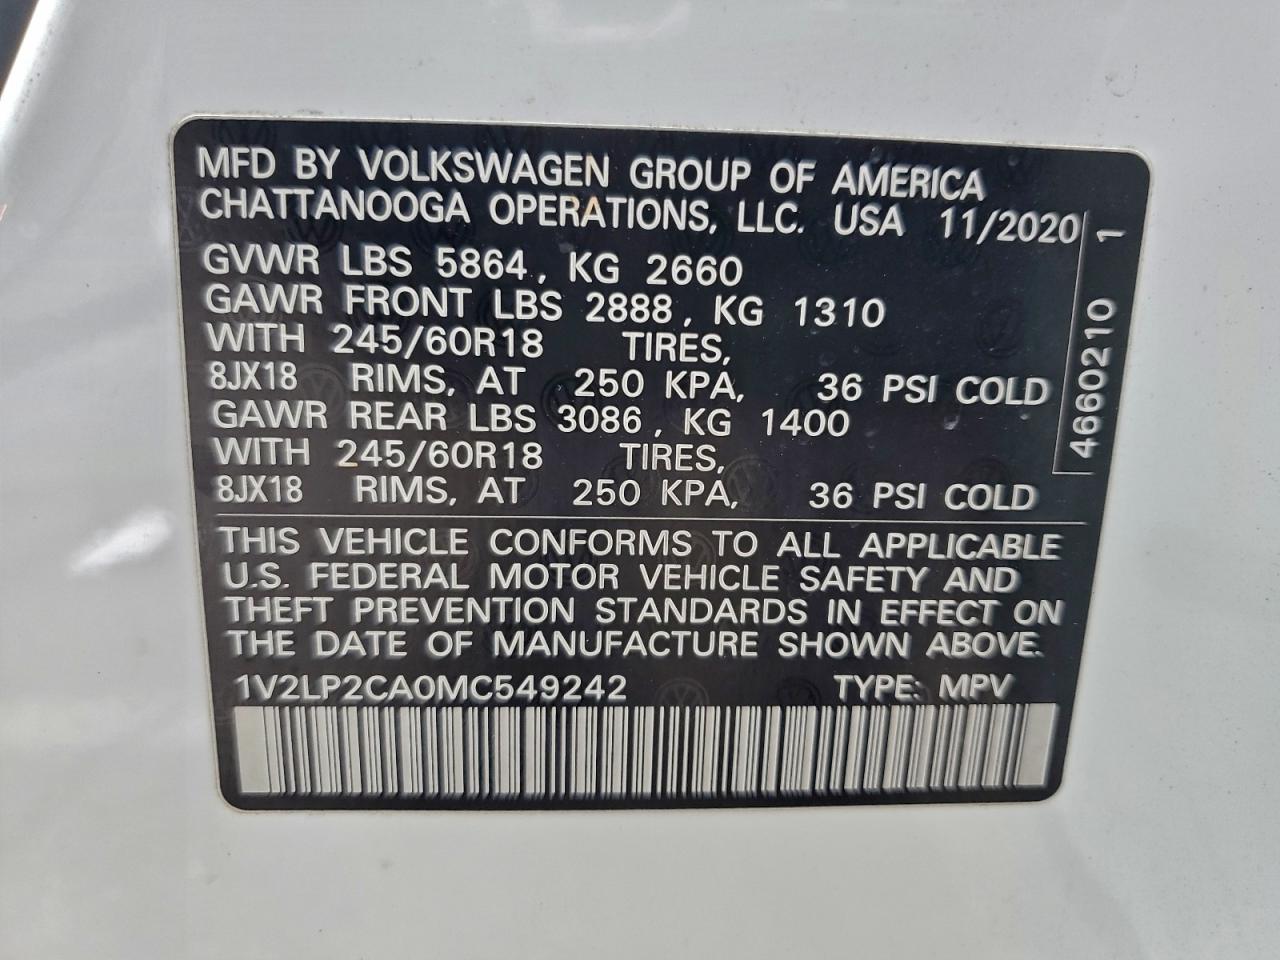 MFD BY VOLKSWAGEN GROUP OF AMERICA
CHATTANOOGA OPERATIONS, LLC. USA 11/2020
GVWR LBS 5864, KG 2660
GAWR FRONT LBS 2888, KG 1310
WITH 245/60R18 TIRES,
8JX18 RIMS, AT 250 KPA, 36 PSI COLD
GAWR REAR LBS 3086, KG 1400
WITH 245/60R18 TIRES,
8JX18 RIMS, AT 250 KPA, 36 PSI COLD
THIS VEHICLE CONFORMS TO ALL APPLICABLE
U.S. FEDERAL MOTOR VEHICLE SAFETY AND
THEFT PREVENTION STANDARDS IN EFFECT ON
THE DATE OF MANUFACTURE SHOWN ABOVE.
1V2LP2CA0MC549242 TYPE: MPV
4660210 1